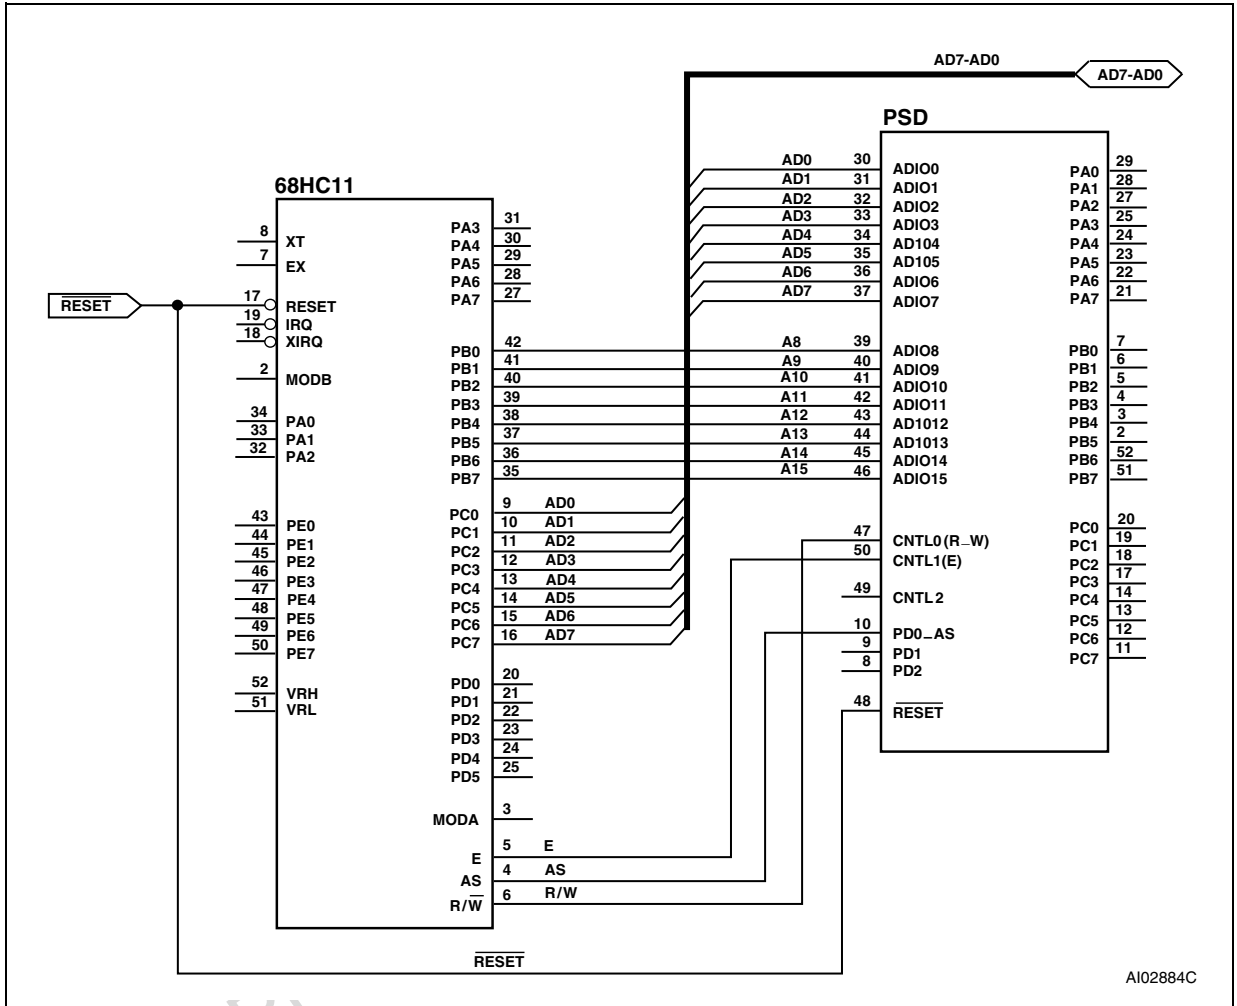 AD7-AD0
AD7-AD0
PSD
68HC11
RESET
8 XT
7 EX
17 RESET
19 IRQ
18 XIRQ
2 MODB
34 PA0
33 PA1
32 PA2
43 PE0
44 PE1
45 PE2
46 PE3
47 PE4
48 PE5
49 PE6
50 PE7
52 VRH
51 VRL
PA3 31
PA4 30
PA5 29
PA6 28
PA7 27
PB0 42
PB1 41
PB2 40
PB3 39
PB4 38
PB5 37
PB6 36
PB7 35
PC0 9 AD0
PC1 10 AD1
PC2 11 AD2
PC3 12 AD3
PC4 13 AD4
PC5 14 AD5
PC6 15 AD6
PC7 16 AD7
PD0 20
PD1 21
PD2 22
PD3 23
PD4 24
PD5 25
MODA 3
E 5 E
AS 4 AS
R/W 6 R/W
AD0 30 ADIO0
AD1 31 ADIO1
AD2 32 ADIO2
AD3 33 ADIO3
AD4 34 AD104
AD5 35 AD105
AD6 36 ADIO6
AD7 37 ADIO7
A8 39 ADIO8
A9 40 ADIO9
A10 41 ADIO10
A11 42 ADIO11
A12 43 AD1012
A13 44 AD1013
A14 45 ADIO14
A15 46 ADIO15
47 CNTL0(R_W)
50 CNTL1(E)
49 CNTL2
10 PD0_AS
9 PD1
8 PD2
48 RESET
PA0 29
PA1 28
PA2 27
PA3 25
PA4 24
PA5 23
PA6 22
PA7 21
PB0 7
PB1 6
PB2 5
PB3 4
PB4 3
PB5 2
PB6 52
PB7 51
PC0 20
PC1 19
PC2 18
PC3 17
PC4 14
PC5 13
PC6 12
PC7 11
RESET
AI02884C